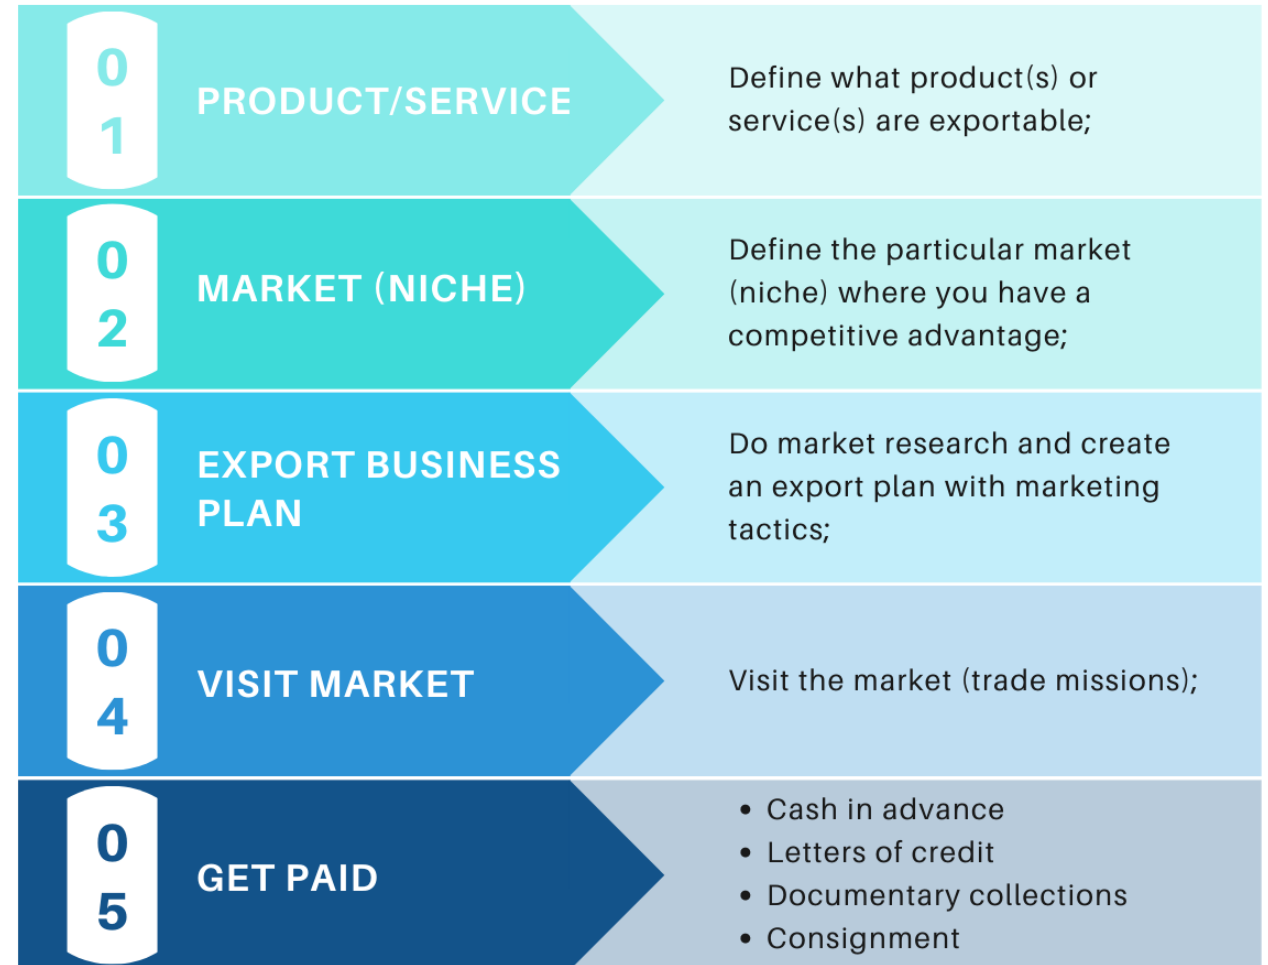 0
1
PRODUCT/SERVICE
Define what product(s) or
service(s) are exportable;
0
2
MARKET (NICHE)
Define the particular market
(niche) where you have a
competitive advantage;
0
3
EXPORT BUSINESS
PLAN
Do market research and create
an export plan with marketing
tactics;
0
4
VISIT MARKET
Visit the market (trade missions);
0
5
GET PAID
• Cash in advance
• Letters of credit
• Documentary collections
• Consignment